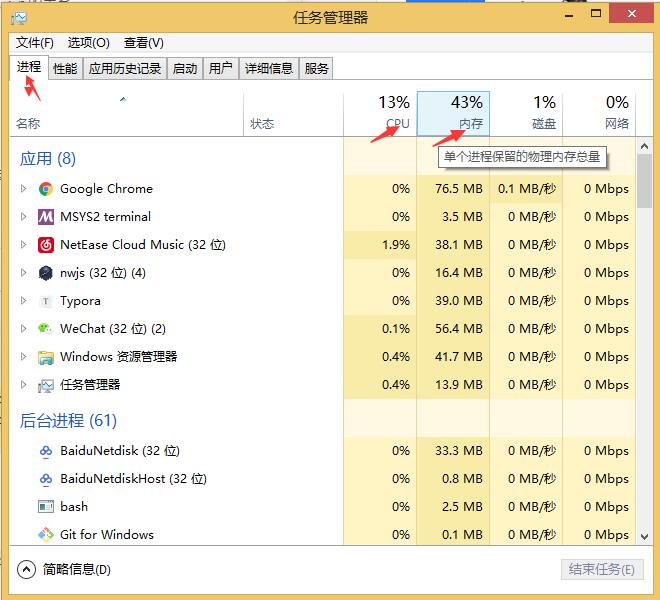 任务管理器
文件(F) 选项(O) 查看(V)
进程 性能 应用历史记录 启动 用户 详细信息 服务
13% 43% 1% 0%
名称 状态 CPU 内存 磁盘 网络
单个进程保留的物理内存总量
应用 (8)
Google Chrome 0% 76.5 MB 0.1 MB/秒 0 Mbps
MSYS2 terminal 0% 3.5 MB 0 MB/秒 0 Mbps
NetEase Cloud Music (32 位) 1.9% 38.1 MB 0 MB/秒 0 Mbps
nwjs (32 位) (4) 0% 16.4 MB 0 MB/秒 0 Mbps
T Typora 0% 39.0 MB 0 MB/秒 0 Mbps
WeChat (32 位) (2) 0.1% 56.4 MB 0 MB/秒 0 Mbps
Windows 资源管理器 0.4% 41.7 MB 0 MB/秒 0 Mbps
任务管理器 0.4% 13.9 MB 0 MB/秒 0 Mbps
后台进程 (61)
BaiduNetdisk (32 位) 0% 33.3 MB 0 MB/秒 0 Mbps
BaiduNetdiskHost (32 位) 0% 0.8 MB 0 MB/秒 0 Mbps
bash 0% 2.5 MB 0 MB/秒 0 Mbps
Git for Windows 0% 0.1 MB 0 MB/秒 0 Mbps
简略信息(D) 结束任务(E)